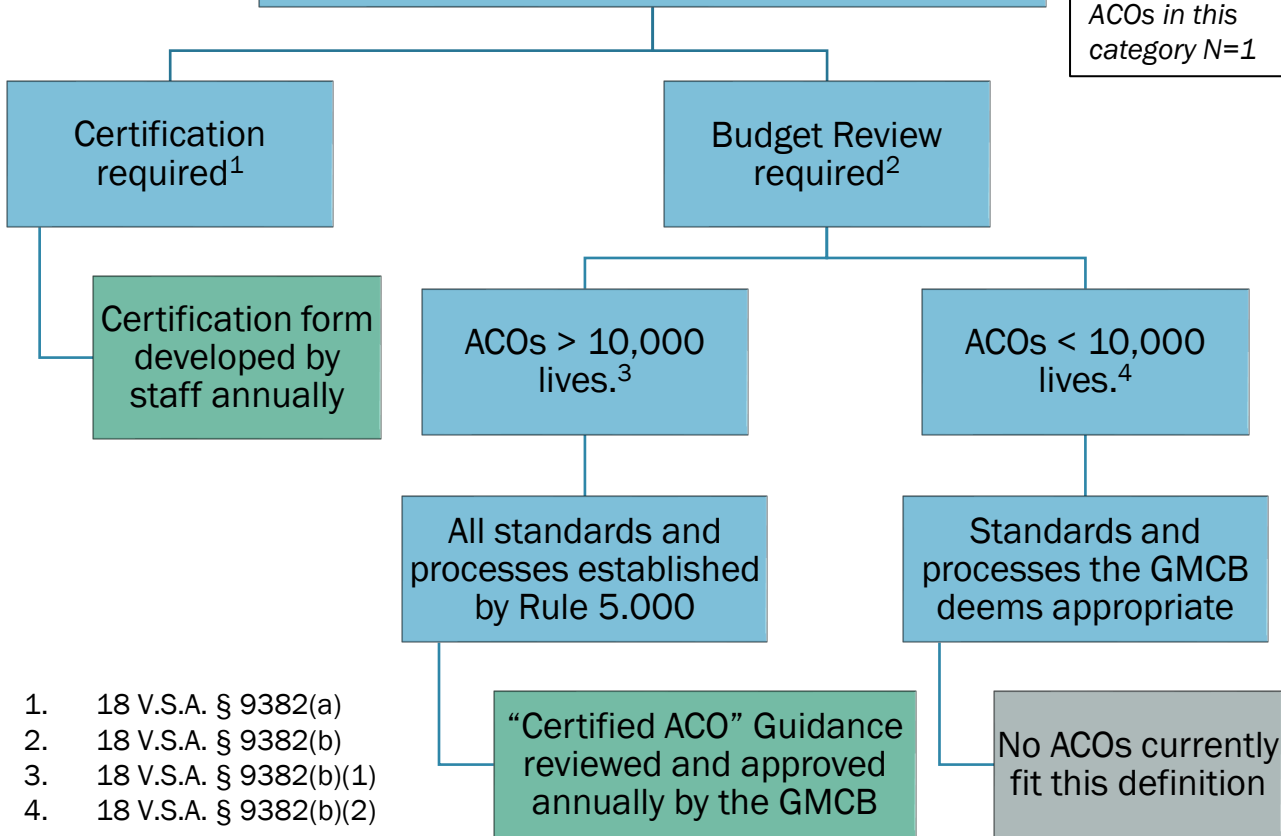 ACOs in this
category N=1
Certification
required¹
Budget Review
required²
Certification form
developed by
staff annually
ACOs > 10,000
lives.³
ACOs < 10,000
lives.⁴
All standards and
processes established
by Rule 5.000
Standards and
processes the GMCB
deems appropriate
“Certified ACO” Guidance
reviewed and approved
annually by the GMCB
No ACOs currently
fit this definition
1. 18 V.S.A. § 9382(a)
2. 18 V.S.A. § 9382(b)
3. 18 V.S.A. § 9382(b)(1)
4. 18 V.S.A. § 9382(b)(2)